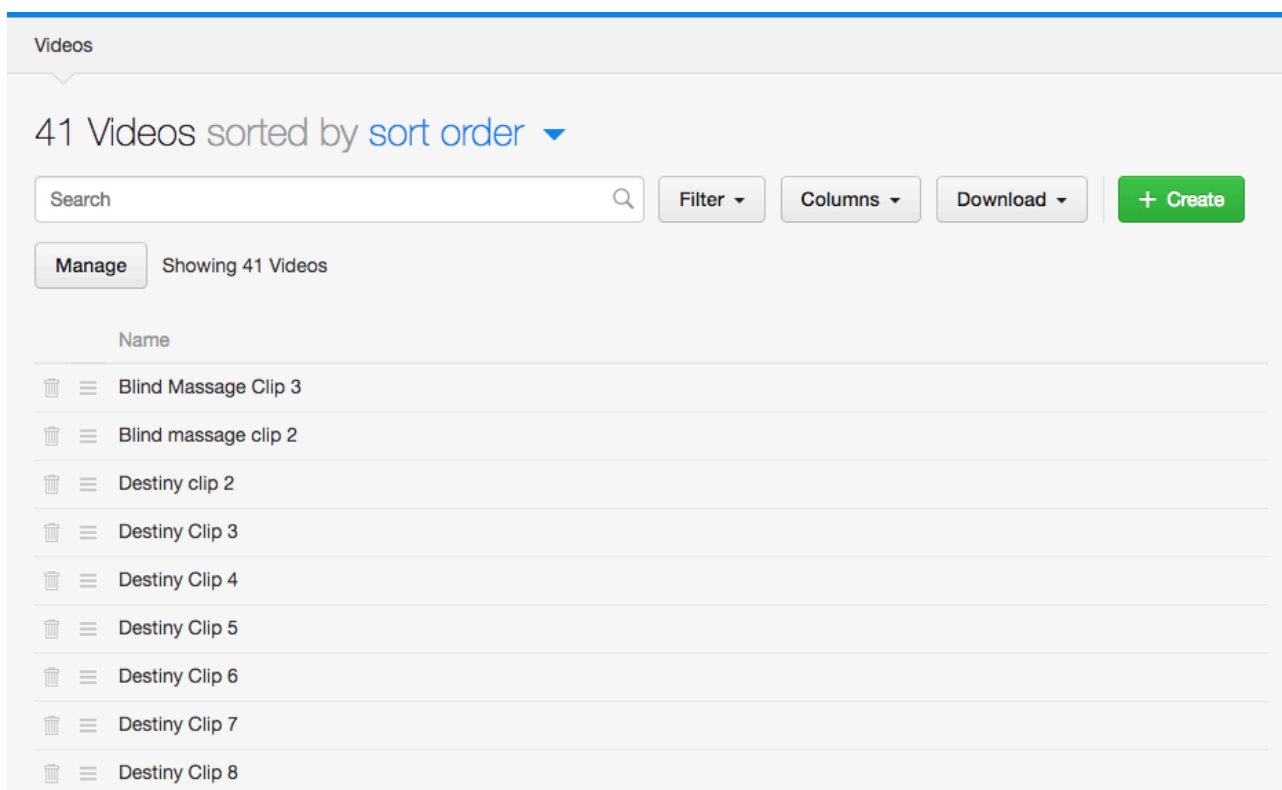 Videos
41 Videos sorted by sort order
Search
Filter
Columns
Download
+ Create
Manage
Showing 41 Videos
Name
Blind Massage Clip 3
Blind massage clip 2
Destiny clip 2
Destiny Clip 3
Destiny Clip 4
Destiny Clip 5
Destiny Clip 6
Destiny Clip 7
Destiny Clip 8